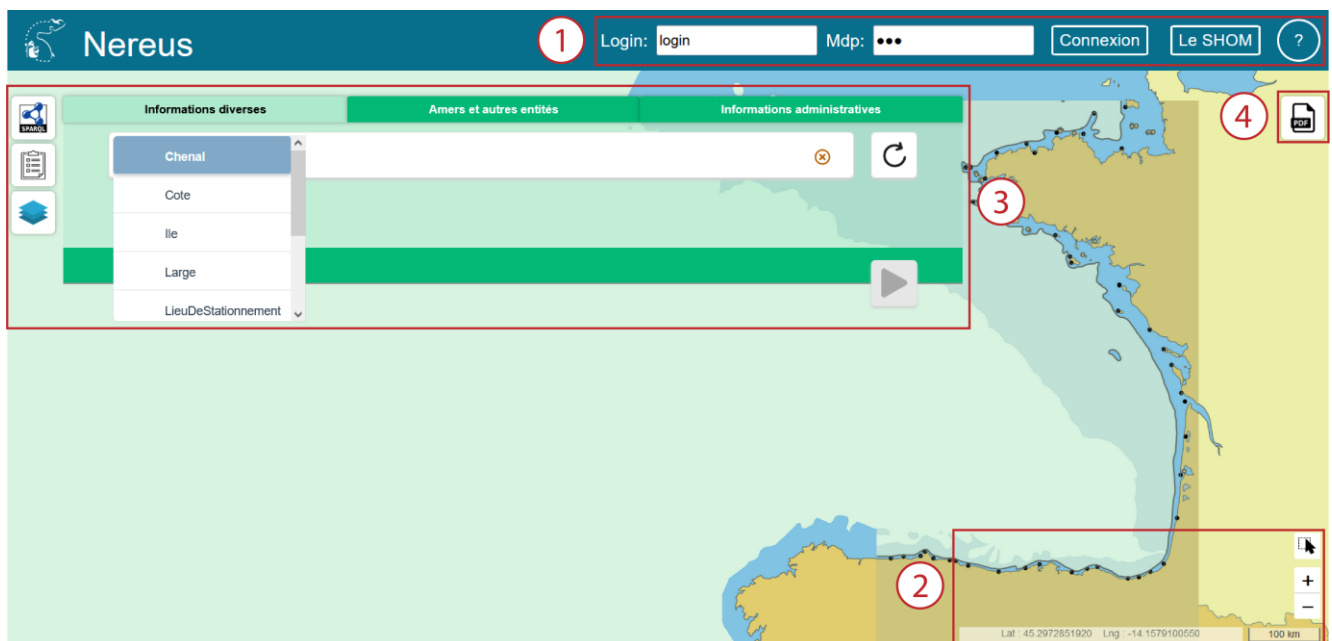 Nereus
1
Login: login
Mdp: •••
Connexion
Le SHOM
?
Informations diverses
Amers et autres entités
Informations administratives
4
PDF
SPARQL
Chenal
Cote
Ile
Large
LieuDeStationnement
3
2
+
−
Lat : 45.2972851920 Lng : -14.1579100550
100 km